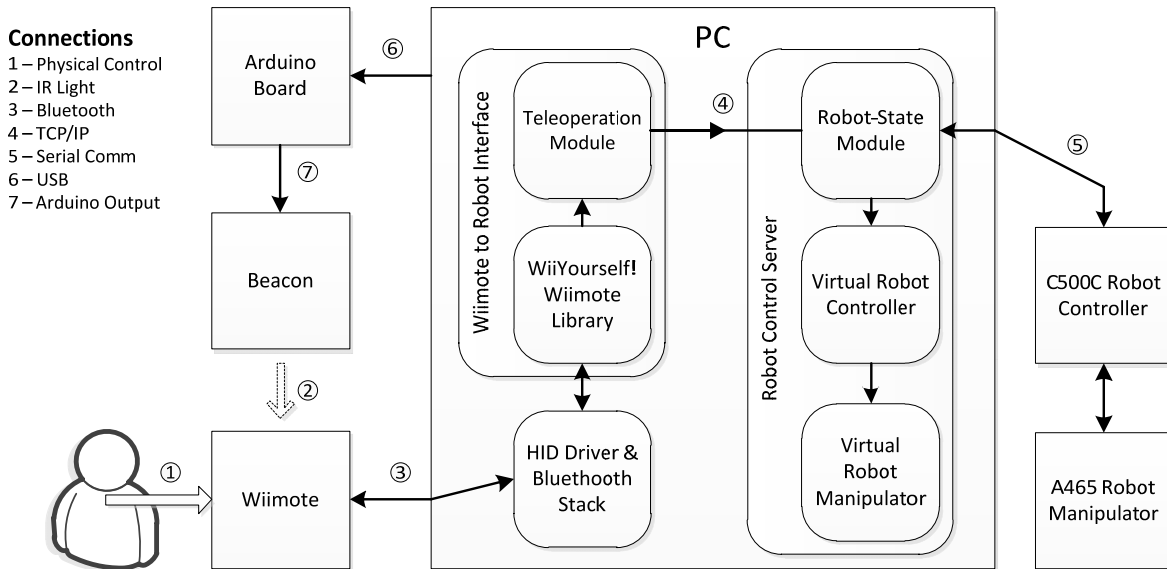 Connections
1 – Physical Control
2 – IR Light
3 – Bluetooth
4 – TCP/IP
5 – Serial Comm
6 – USB
7 – Arduino Output
Arduino
Board
⑥
⑦
Beacon
②
①
Wiimote
③
PC
Wiimote to Robot Interface
Teleoperation
Module
WiiYourself!
Wiimote
Library
HID Driver &
Bluethooth
Stack
④
Robot Control Server
Robot-State
Module
Virtual Robot
Controller
Virtual
Robot
Manipulator
⑤
C500C Robot
Controller
A465 Robot
Manipulator